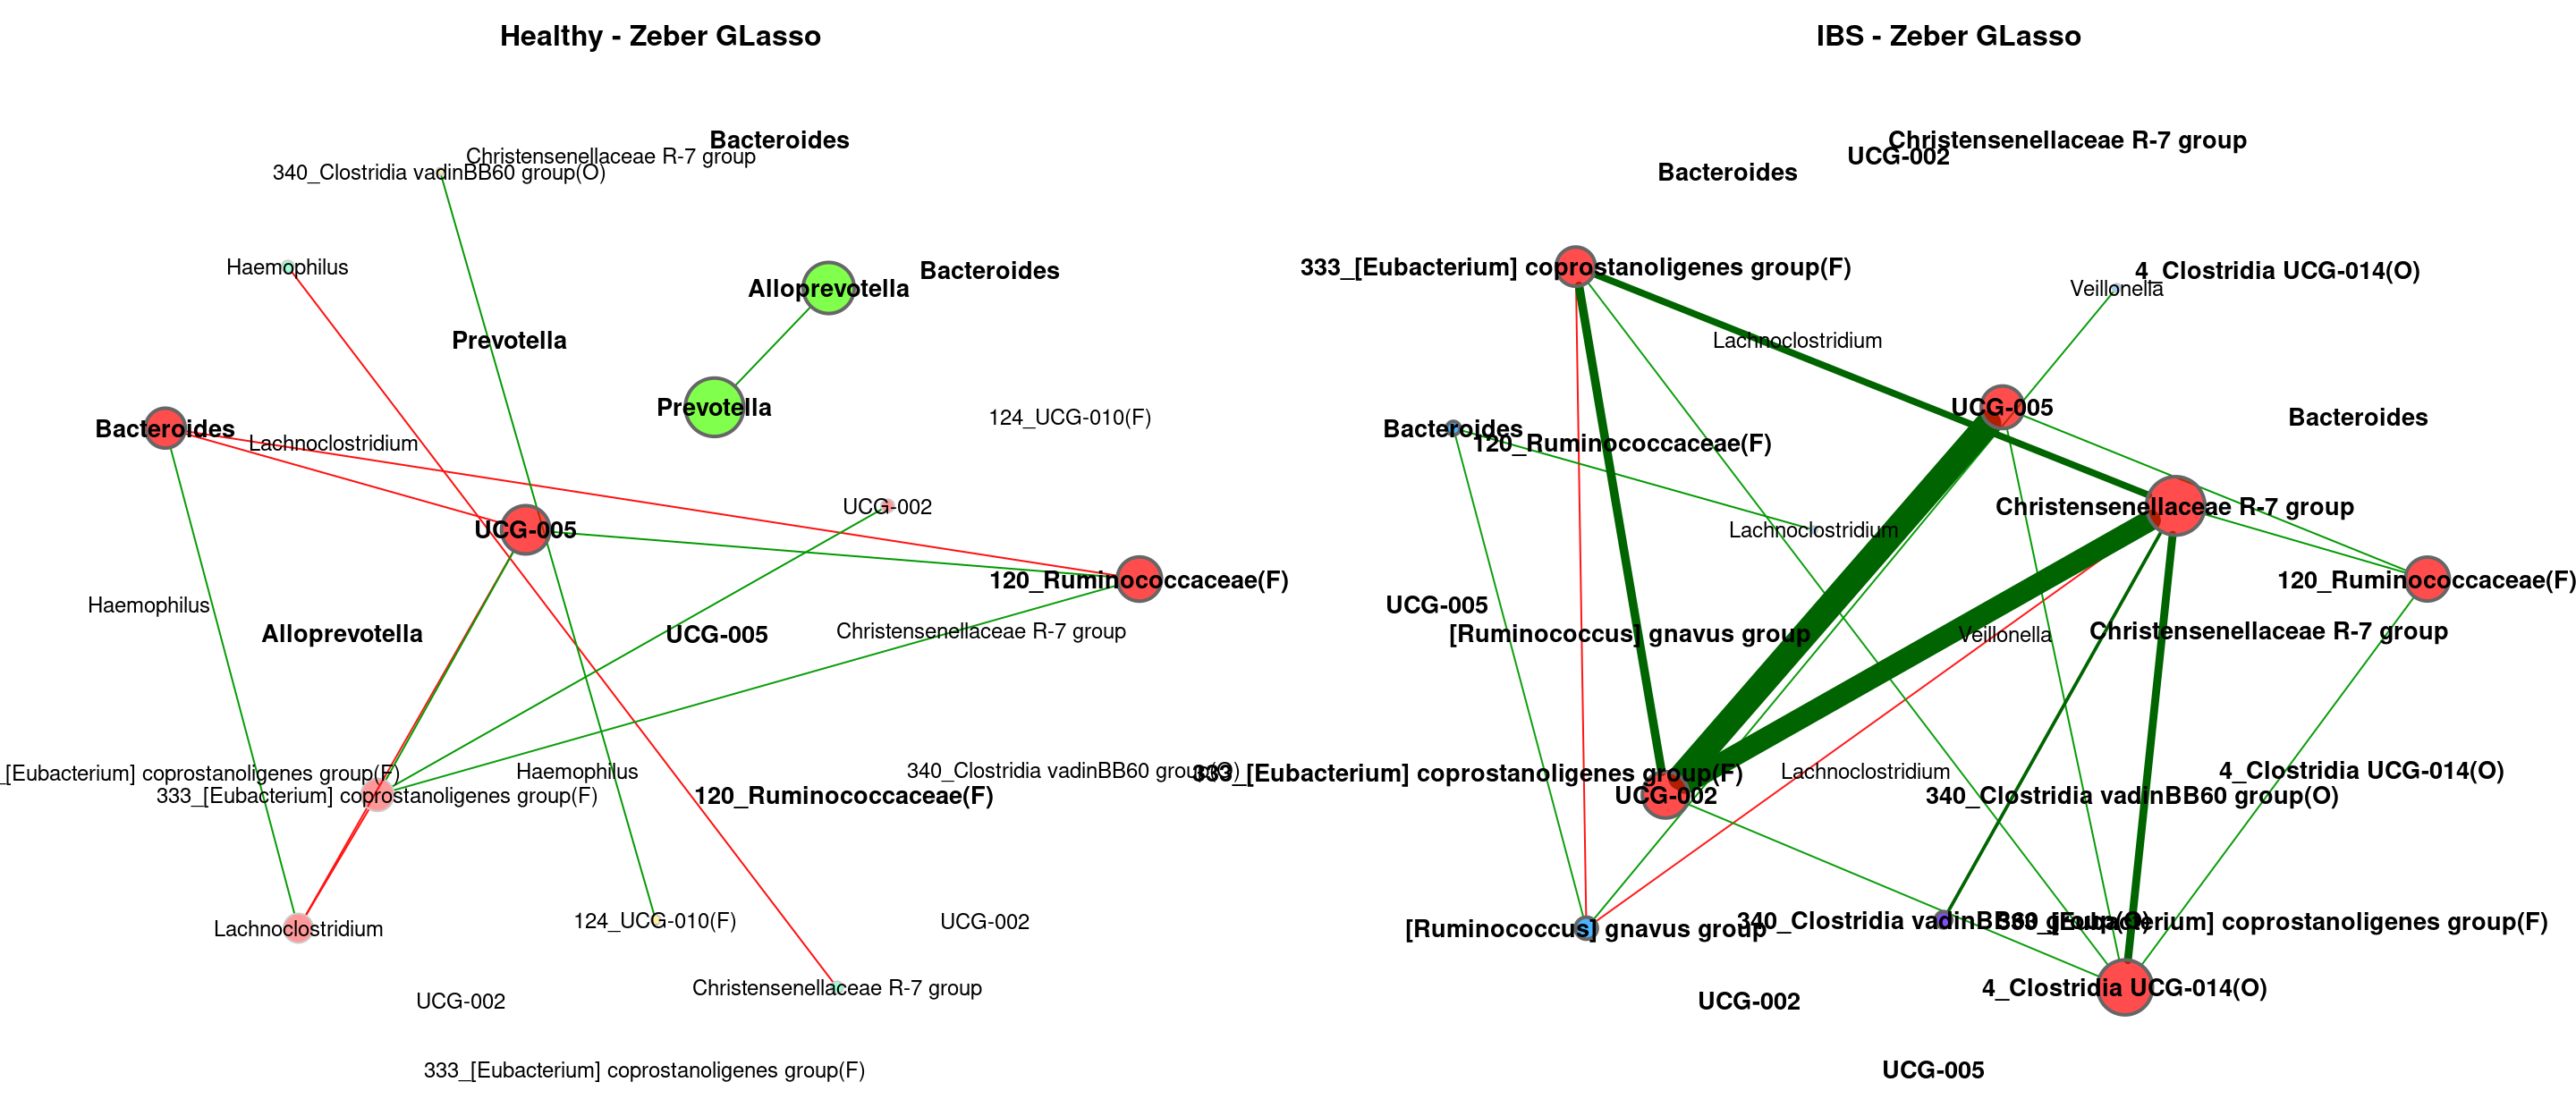 Healthy - Zeber GLasso
Bacteroides
Christensenellaceae R-7 group
340_Clostridia vadinBB60 group(O)
Haemophilus
Bacteroides
Alloprevotella
Prevotella
Prevotella
124_UCG-010(F)
Bacteroides
Lachnoclostridium
UCG-002
UCG-005
120_Ruminococcaceae(F)
Haemophilus
Alloprevotella
UCG-005
Christensenellaceae R-7 group
_[Eubacterium] coprostanoligenes group(F)
Haemophilus
340_Clostridia vadinBB60 group(O)
333_[Eubacterium] coprostanoligenes group(F)
120_Ruminococcaceae(F)
Lachnoclostridium
124_UCG-010(F)
UCG-002
Christensenellaceae R-7 group
UCG-002
333_[Eubacterium] coprostanoligenes group(F)
IBS - Zeber GLasso
Christensenellaceae R-7 group
UCG-002
Bacteroides
333_[Eubacterium] coprostanoligenes group(F)
4_Clostridia UCG-014(O)
Veillonella
Lachnoclostridium
UCG-005
Bacteroides
Bacteroides
120_Ruminococcaceae(F)
Christensenellaceae R-7 group
Lachnoclostridium
120_Ruminococcaceae(F)
UCG-005
[Ruminococcus] gnavus group
Veillonella
Christensenellaceae R-7 group
333_[Eubacterium] coprostanoligenes group(F)
Lachnoclostridium
4_Clostridia UCG-014(O)
UCG-002
340_Clostridia vadinBB60 group(O)
[Ruminococcus] gnavus group
340_Clostridia vadinBB60 group(O)
333_[Eubacterium] coprostanoligenes group(F)
4_Clostridia UCG-014(O)
UCG-002
UCG-005